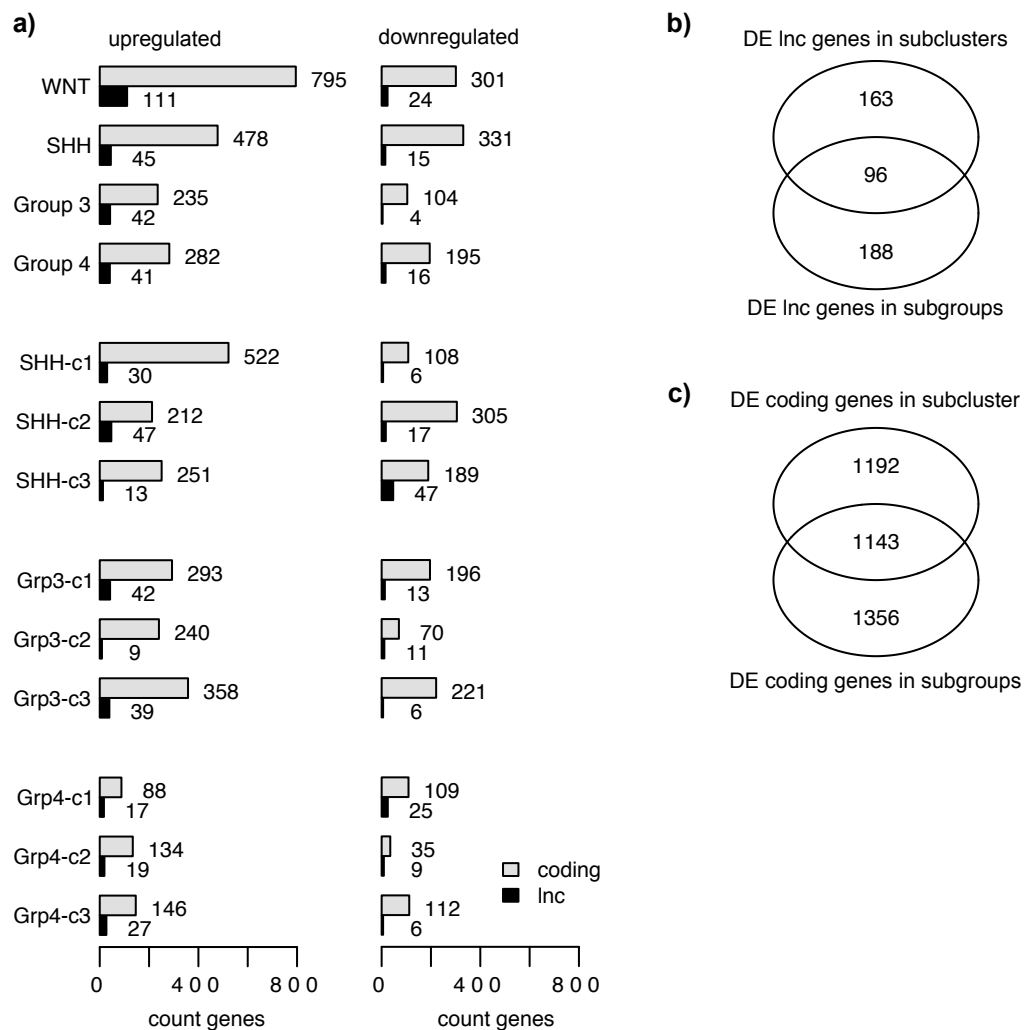 a)
upregulated downregulated
WNT 795 301
111 24
SHH 478 331
45 15
Group 3 235 104
42 4
Group 4 282 195
41 16
SHH-c1 522 108
30 6
SHH-c2 212 305
47 17
SHH-c3 251 189
13 47
Grp3-c1 293 196
42 13
Grp3-c2 240 70
9 11
Grp3-c3 358 221
39 6
Grp4-c1 88 109
17 25
Grp4-c2 134 35
19 9
Grp4-c3 146 112
27 6
coding
lnc
0 400 800 0 400 800
count genes count genes
b)
DE lnc genes in subclusters
163
96
188
DE lnc genes in subgroups
c)
DE coding genes in subcluster
1192
1143
1356
DE coding genes in subgroups